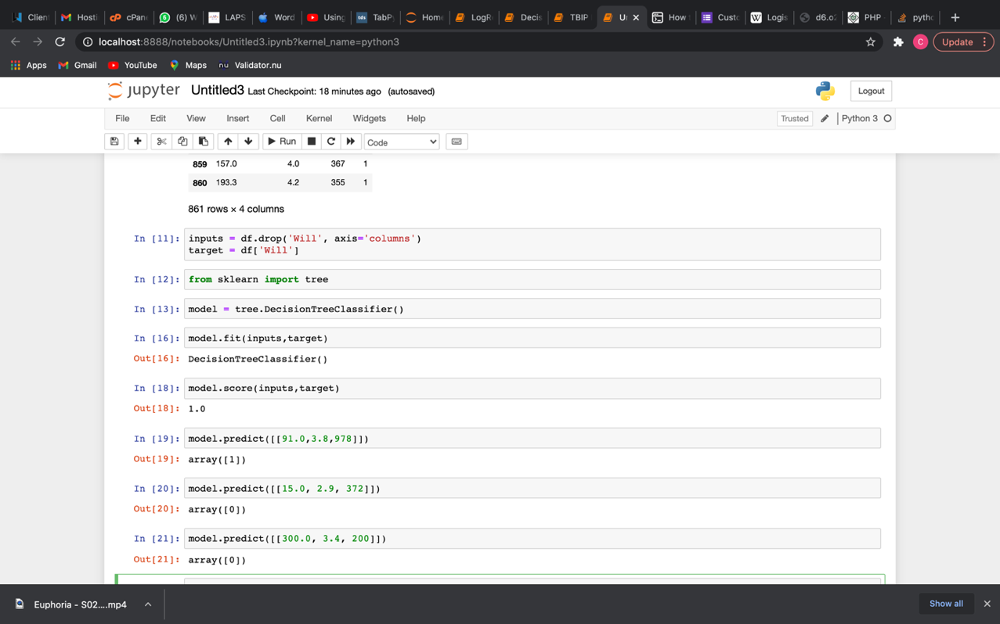 Client
Hosti
cPane
(6) W
LAPS
Word
Using
TabPy
Home
LogRe
Decis
TBIP
Un
How
Custo
Logis
d6.o2
PHP
pytho
localhost:8888/notebooks/Untitled3.ipynb?kernel_name=python3
C
Update
Apps
Gmail
YouTube
Maps
nu
Validator.nu
jupyter
Untitled3 Last Checkpoint: 18 minutes ago (autosaved)
Logout
File
Edit
View
Insert
Cell
Kernel
Widgets
Help
Trusted
Python 3
Run
Code
859 157.0 4.0 367 1
860 193.3 4.2 355 1
861 rows × 4 columns
In [11]: inputs = df.drop('Will', axis='columns')
target = df['Will']
In [12]: from sklearn import tree
In [13]: model = tree.DecisionTreeClassifier()
In [16]: model.fit(inputs,target)
Out[16]: DecisionTreeClassifier()
In [18]: model.score(inputs,target)
Out[18]: 1.0
In [19]: model.predict([[91.0,3.8,978]])
Out[19]: array([1])
In [20]: model.predict([[15.0, 2.9, 372]])
Out[20]: array([0])
In [21]: model.predict([[300.0, 3.4, 200]])
Out[21]: array([0])
Euphoria - S02....mp4
Show all